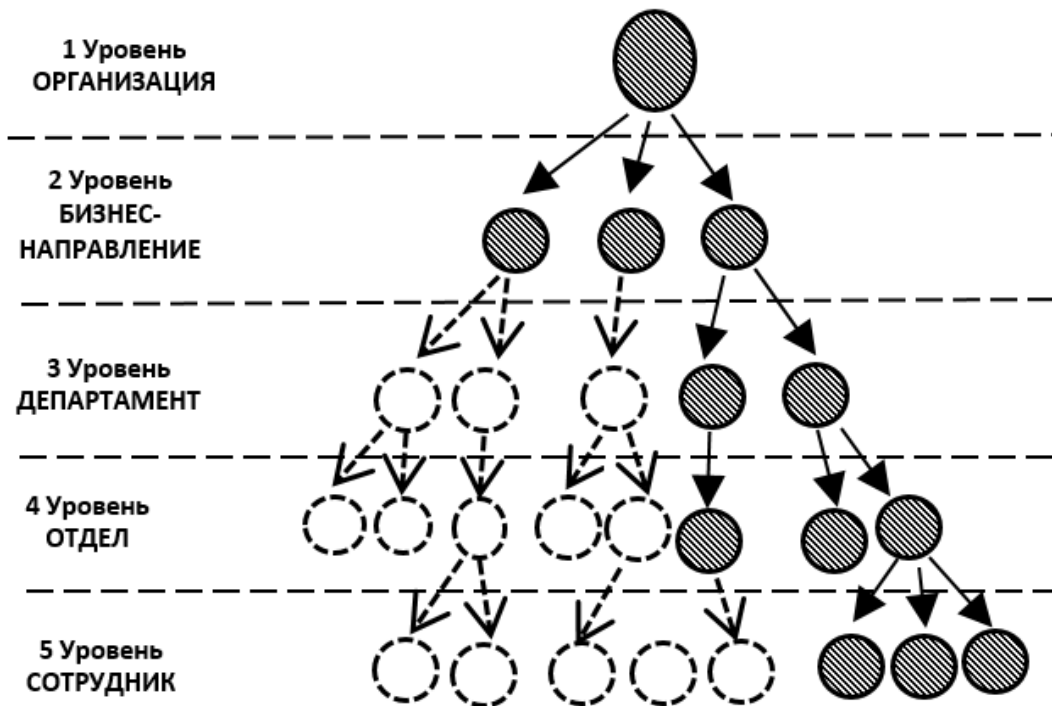 1 Уровень
ОРГАНИЗАЦИЯ
2 Уровень
БИЗНЕС-
НАПРАВЛЕНИЕ
3 Уровень
ДЕПАРТАМЕНТ
4 Уровень
ОТДЕЛ
5 Уровень
СОТРУДНИК